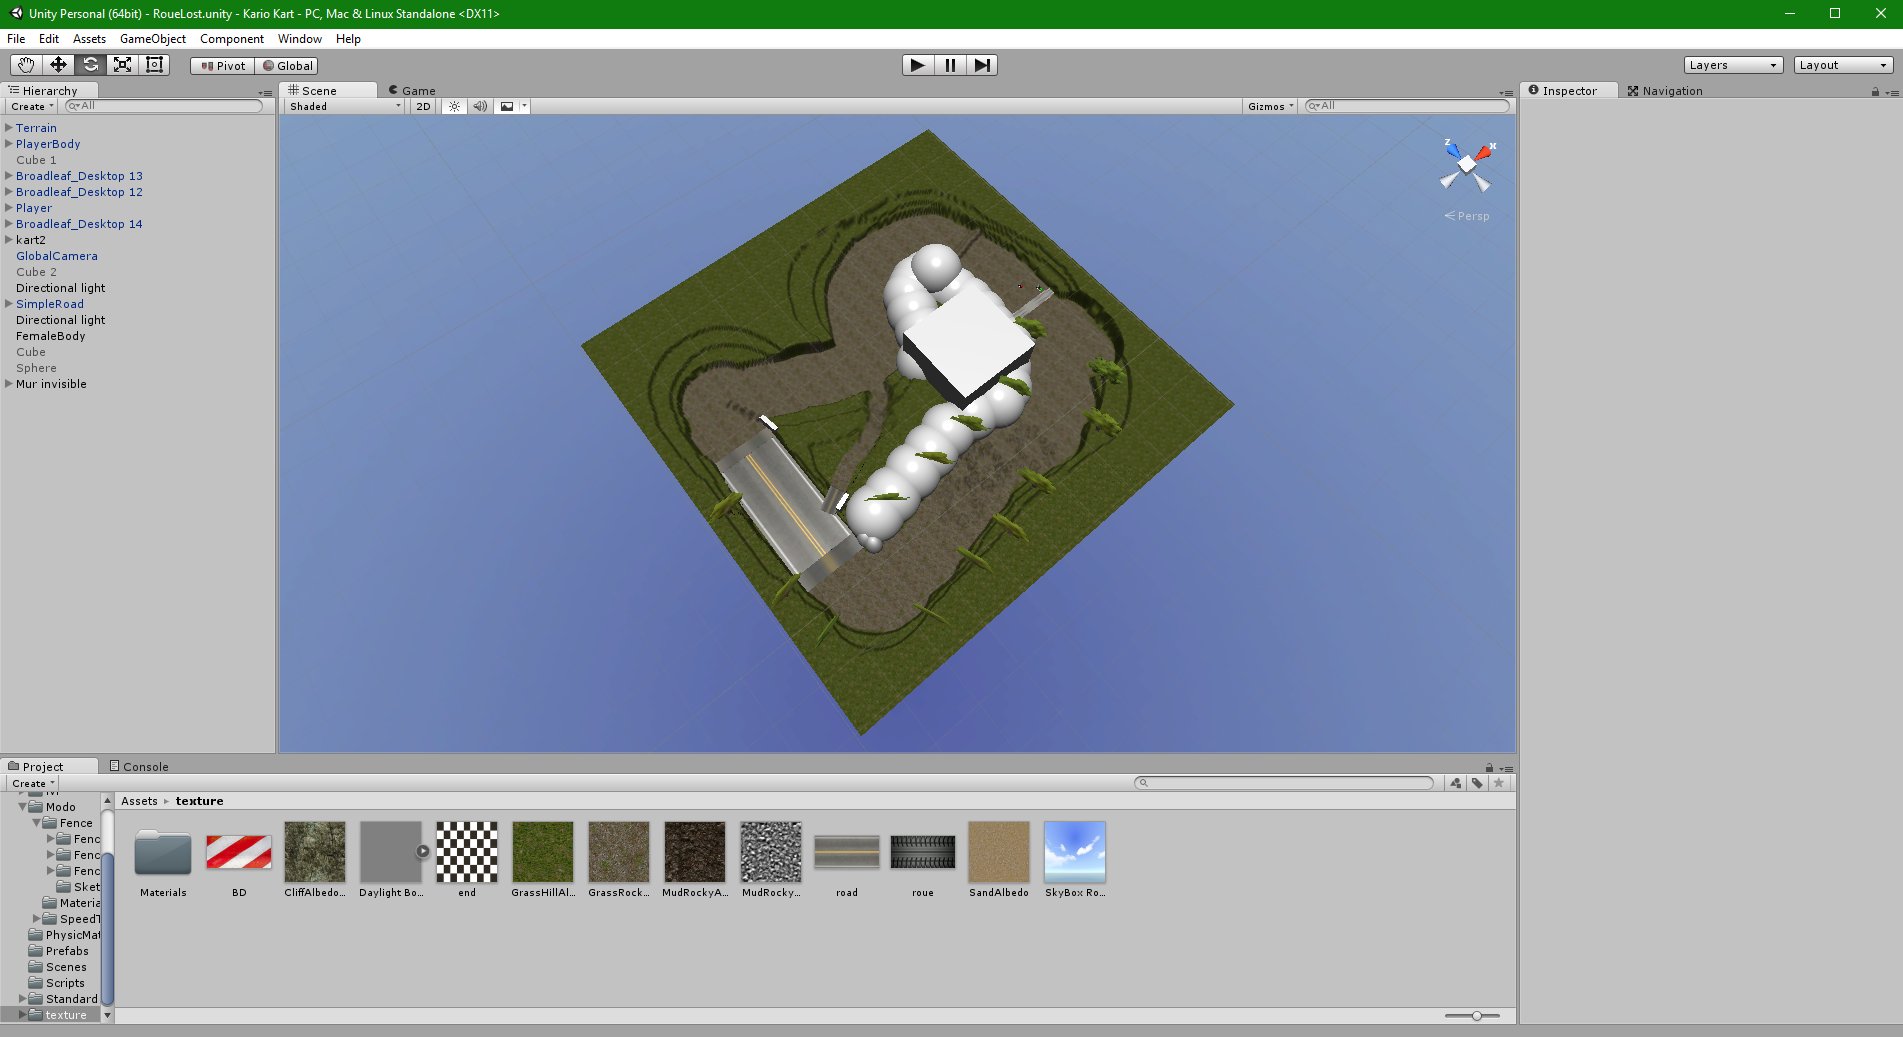 Unity Personal (64bit) - RoueLost.unity - Kario Kart - PC, Mac & Linux Standalone <DX11>
File Edit Assets GameObject Component Window Help
Pivot Global Layers Layout
Hierarchy
Create All
Terrain
PlayerBody
Cube 1
Broadleaf_Desktop 13
Broadleaf_Desktop 12
Player
Broadleaf_Desktop 14
kart2
GlobalCamera
Cube 2
Directional light
SimpleRoad
Directional light
FemaleBody
Cube
Sphere
Mur invisible
Scene Game
Shaded 2D Gizmos All
z x
Persp
Inspector Navigation
Project Console
Create
Modo
Fence
Fenc
Fenc
Fenc
Sket
Materia
SpeedT
PhysicMat
Prefabs
Scenes
Scripts
Standard
texture
Assets texture
Materials BD CliffAlbedo... Daylight Bo... end GrassHillAl... GrassRock... MudRockyA... MudRocky... road roue SandAlbedo SkyBox Ro...